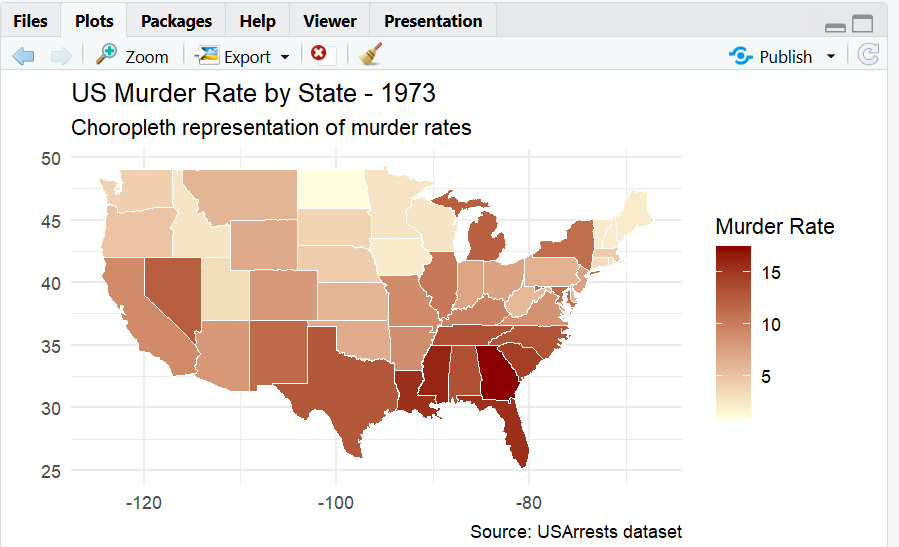 Files Plots Packages Help Viewer Presentation
Zoom Export Publish
US Murder Rate by State - 1973
Choropleth representation of murder rates
50
45
40
35
30
25
-120 -100 -80
Murder Rate
15
10
5
Source: USArrests dataset